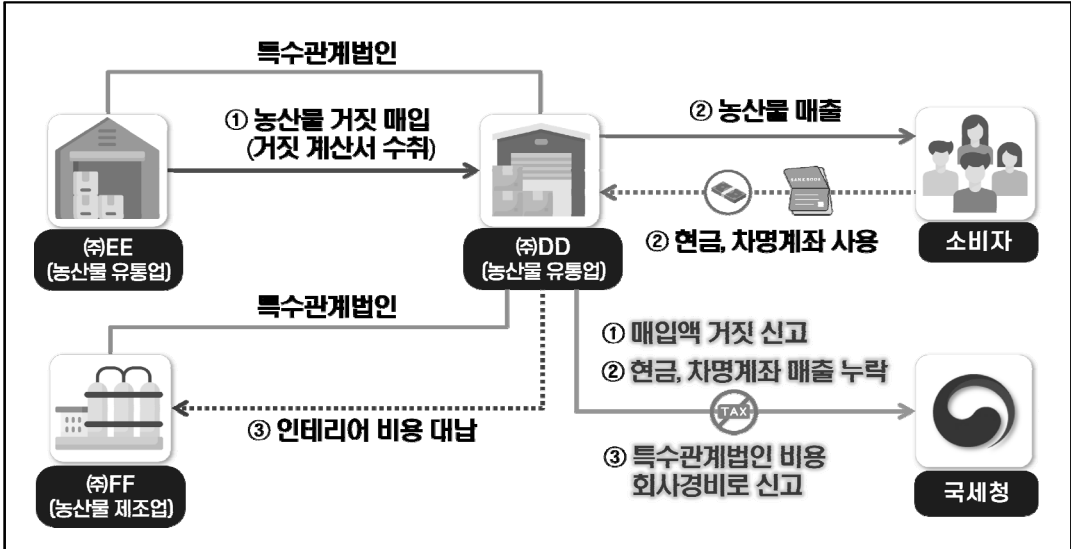 특수관계법인
① 농산물 거짓 매입
(거짓 계산서 수취)
② 농산물 매출
BANK BOOK
② 현금, 차명계좌 사용
㈜EE
(농산물 유통업)
㈜DD
(농산물 유통업)
소비자
특수관계법인
① 매입액 거짓 신고
② 현금, 차명계좌 매출 누락
TAX
③ 인테리어 비용 대납
③ 특수관계법인 비용
회사경비로 신고
㈜FF
(농산물 제조업)
국세청